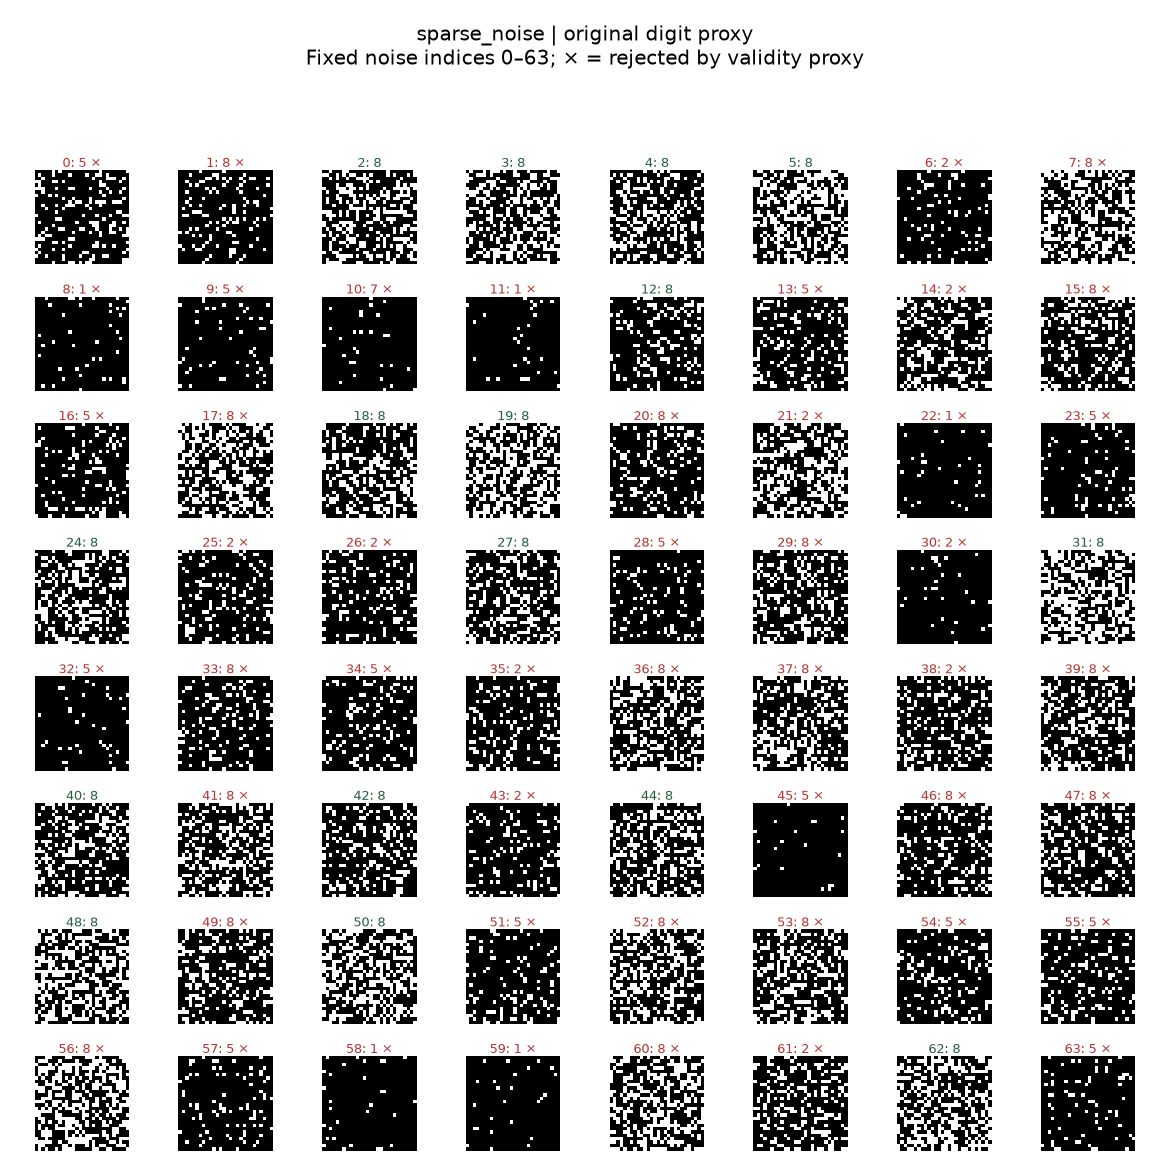 sparse_noise | original digit proxy
Fixed noise indices 0–63; × = rejected by validity proxy
0: 5 × 1: 8 × 2: 8 3: 8 4: 8 5: 8 6: 2 × 7: 8 ×
8: 1 × 9: 5 × 10: 7 × 11: 1 × 12: 8 13: 5 × 14: 2 × 15: 8 ×
16: 5 × 17: 8 × 18: 8 19: 8 20: 8 × 21: 2 × 22: 1 × 23: 5 ×
24: 8 25: 2 × 26: 2 × 27: 8 28: 5 × 29: 8 × 30: 2 × 31: 8
32: 5 × 33: 8 × 34: 5 × 35: 2 × 36: 8 × 37: 8 × 38: 2 × 39: 8 ×
40: 8 41: 8 × 42: 8 43: 2 × 44: 8 45: 5 × 46: 8 × 47: 8 ×
48: 8 49: 8 × 50: 8 51: 5 × 52: 8 × 53: 8 × 54: 5 × 55: 5 ×
56: 8 × 57: 5 × 58: 1 × 59: 1 × 60: 8 × 61: 2 × 62: 8 63: 5 ×